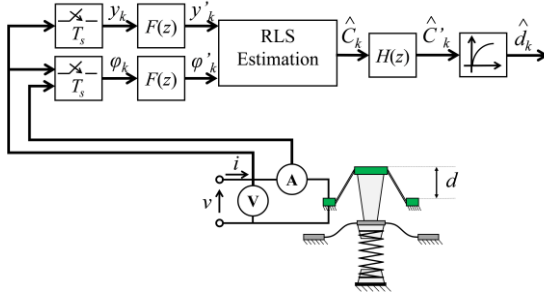 T_s
y_k
F(z)
y'_k
RLS
Estimation
Ĉ_k
H(z)
Ĉ'_k
d̂_k
T_s
φ_k
F(z)
φ'_k
i
A
V
v
d